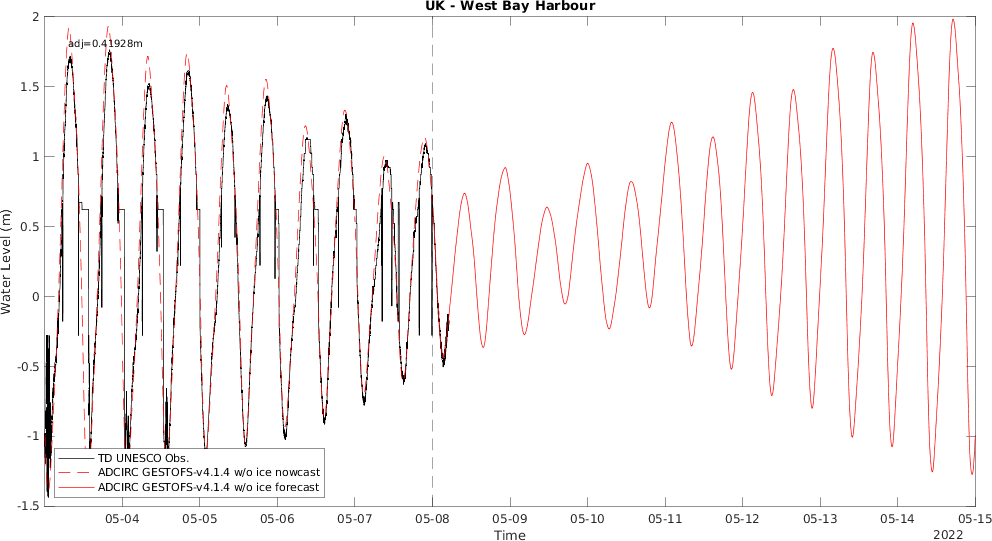 UK - West Bay Harbour
adj=0.41928m
Water Level (m)
2
1.5
1
0.5
0
-0.5
-1
-1.5
TD UNESCO Obs.
ADCIRC GESTOFS-v4.1.4 w/o ice nowcast
ADCIRC GESTOFS-v4.1.4 w/o ice forecast
05-04 05-05 05-06 05-07 05-08 05-09 05-10 05-11 05-12 05-13 05-14 05-15
Time
2022